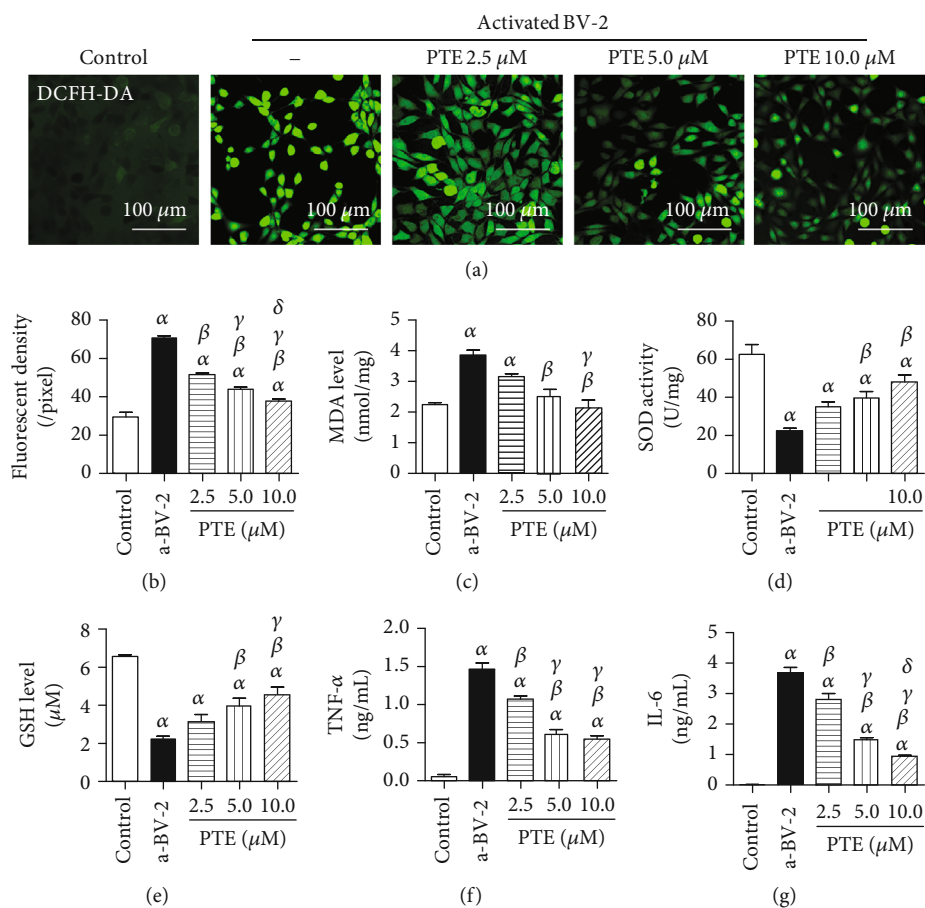 Activated BV-2
Control – PTE 2.5 μM PTE 5.0 μM PTE 10.0 μM
DCFH-DA
100 μm 100 μm 100 μm 100 μm 100 μm
(a)
Fluorescent density
(/pixel)
80
60
40
20
0
α
β
α
γ
β
α
δ
γ
β
α
Control
a-BV-2
2.5 5.0 10.0
PTE (μM)
(b)
MDA level
(nmol/mg)
5
4
3
2
1
0
α
α
β
γ
β
Control
a-BV-2
2.5 5.0 10.0
PTE (μM)
(c)
SOD activity
(U/mg)
80
60
40
20
0
α
α
β
α
β
α
Control
a-BV-2
10.0
PTE (μM)
(d)
GSH level
(μM)
8
6
4
2
0
α
α
β
α
γ
β
α
Control
a-BV-2
2.5 5.0 10.0
PTE (μM)
(e)
TNF-α
(ng/mL)
2.0
1.5
1.0
0.5
0.0
α
β
α
γ
β
α
γ
β
α
Control
a-BV-2
2.5 5.0 10.0
PTE (μM)
(f)
IL-6
(ng/mL)
5
4
3
2
1
0
α
β
α
γ
β
α
δ
γ
β
α
Control
a-BV-2
2.5 5.0 10.0
PTE (μM)
(g)